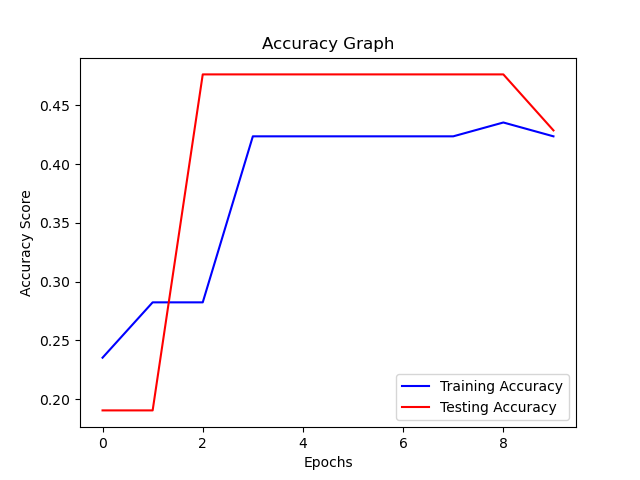 Accuracy Graph
Accuracy Score
0.45
0.40
0.35
0.30
0.25
0.20
Training Accuracy
Testing Accuracy
0 2 4 6 8
Epochs